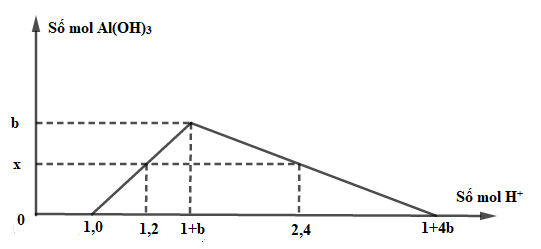 Số mol Al(OH)₃
b
x
0
Số mol H⁺
1,0
1,2
1+b
2,4
1+4b